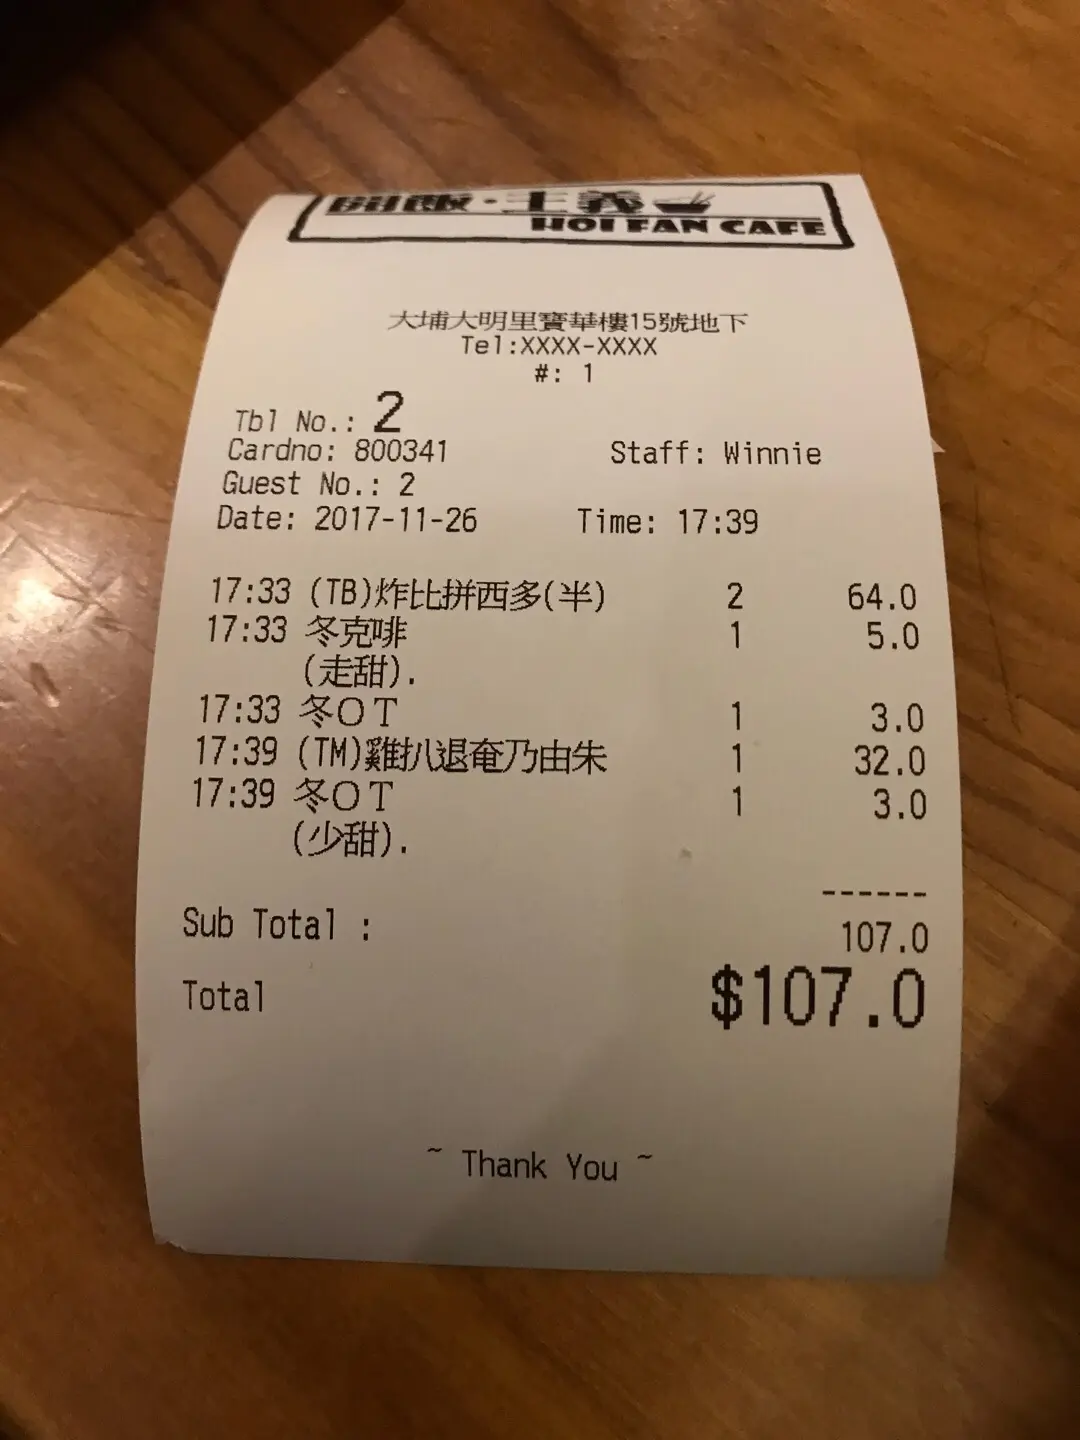 開飯·主義
HOI FAN CAFE
大埔大明里寶華樓15號地下
Tel:XXXX-XXXX
#: 1
Tbl No.: 2
Cardno: 800341 Staff: Winnie
Guest No.: 2
Date: 2017-11-26 Time: 17:39
17:33 (TB)炸比拼西多(半) 2 64.0
17:33 冬克啡 1 5.0
(走甜).
17:33 冬OT 1 3.0
17:39 (TM)雞扒退奄乃由朱 1 32.0
17:39 冬OT 1 3.0
(少甜).
------
Sub Total : 107.0
Total $107.0
~ Thank You ~